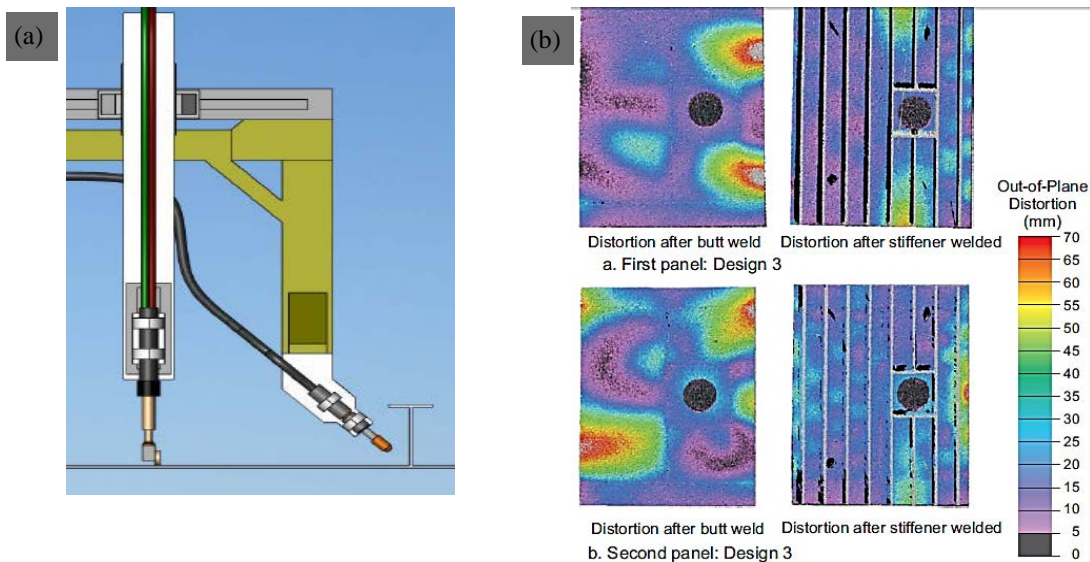 (a)
(b)
Distortion after butt weld
Distortion after stiffener welded
a. First panel: Design 3
Distortion after butt weld
Distortion after stiffener welded
b. Second panel: Design 3
Out-of-Plane
Distortion
(mm)
70
65
60
55
50
45
40
35
30
25
20
15
10
5
0